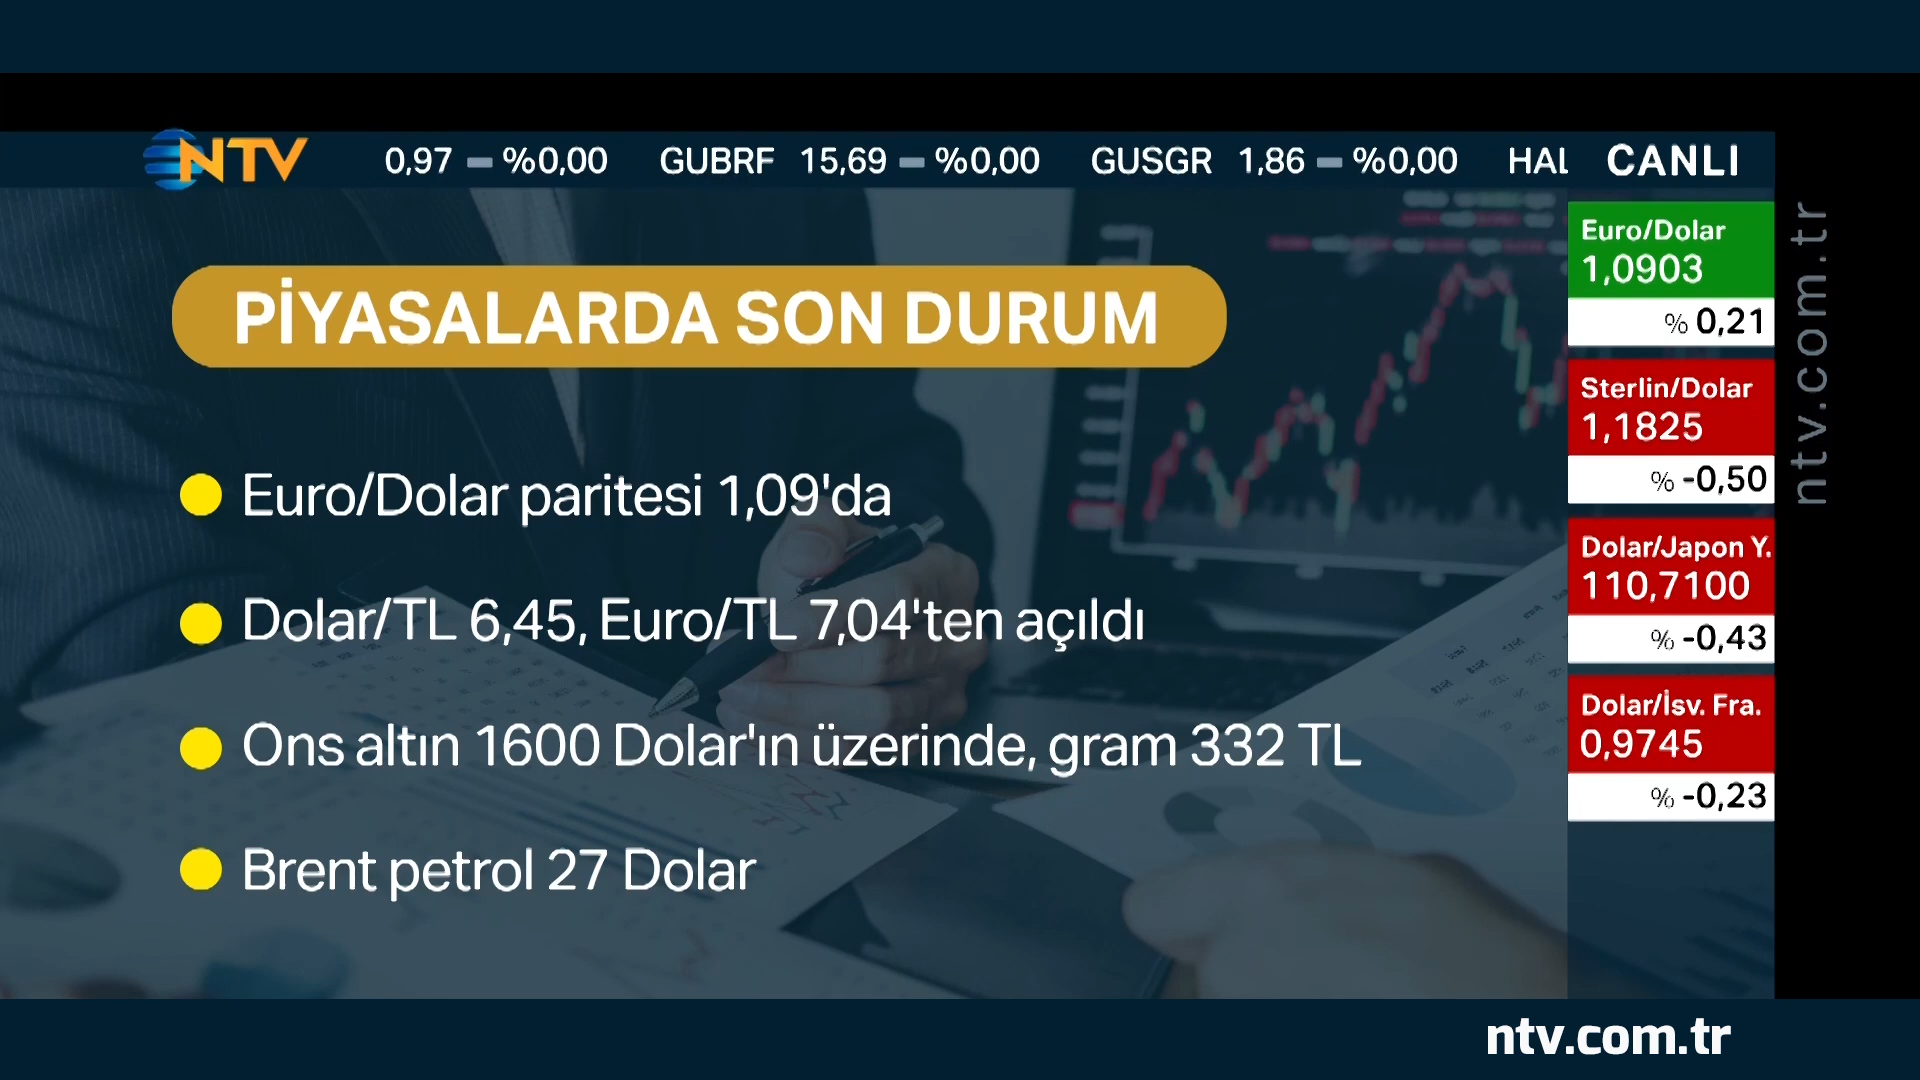 NTV
0,97 %0,00 GUBRF 15,69 %0,00 GUSGR 1,86 %0,00 HAL
CANLI
PİYASALARDA SON DURUM
Euro/Dolar paritesi 1,09'da
Dolar/TL 6,45, Euro/TL 7,04'ten açıldı
Ons altın 1600 Dolar'ın üzerinde, gram 332 TL
Brent petrol 27 Dolar
Euro/Dolar
1,0903
% 0,21
Sterlin/Dolar
1,1825
% -0,50
Dolar/Japon Y.
110,7100
% -0,43
Dolar/İsv. Fra.
0,9745
% -0,23
ntv.com.tr
ntv.com.tr